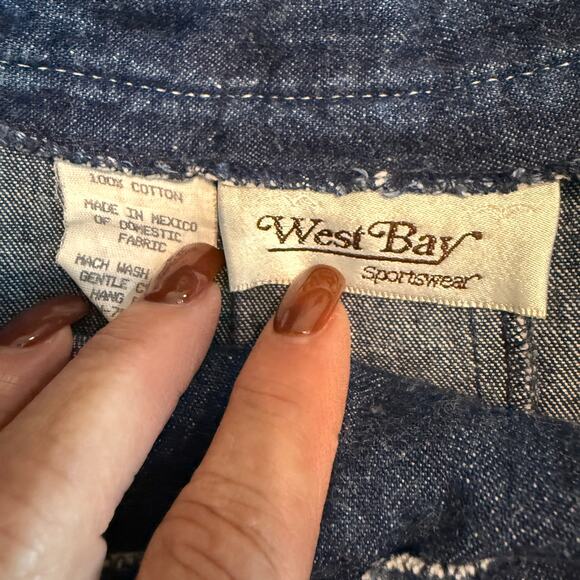 100% COTTON
MADE IN MEXICO
OF DOMESTIC
FABRIC
MACH WASH
GENTLE
HANG
West Bay
Sportswear